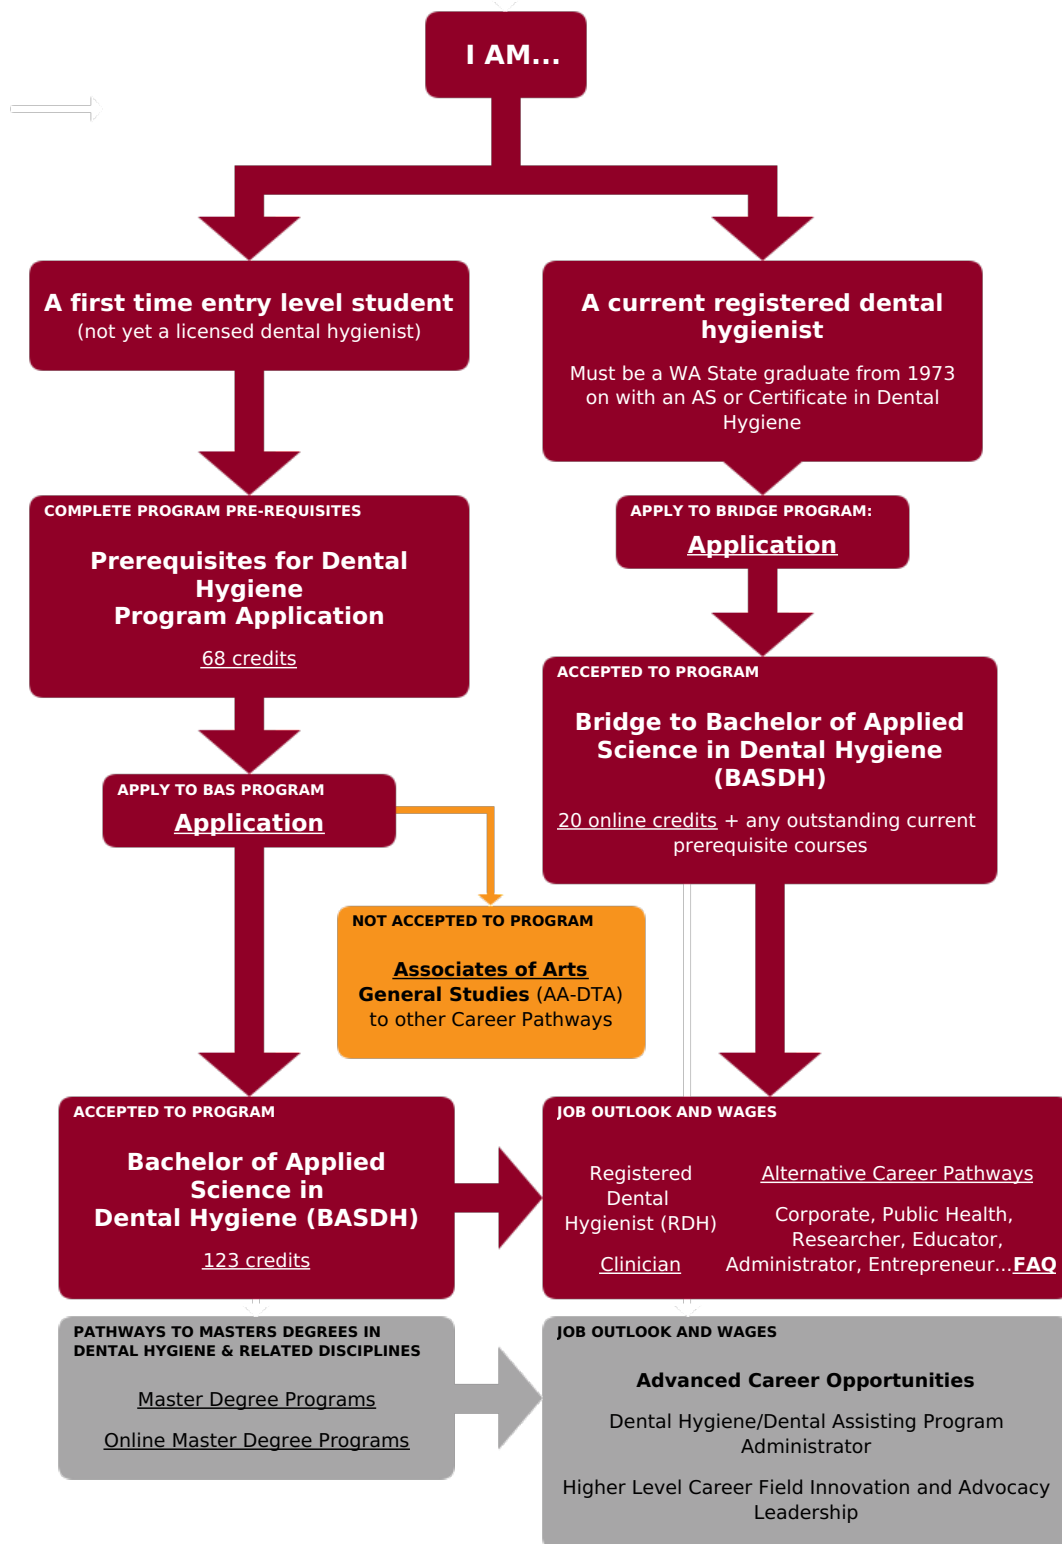 I AM...
A first time entry level student
(not yet a licensed dental hygienist)
A current registered dental
hygienist
Must be a WA State graduate from 1973
on with an AS or Certificate in Dental
Hygiene
COMPLETE PROGRAM PRE-REQUISITES
Prerequisites for Dental
Hygiene
Program Application
68 credits
APPLY TO BRIDGE PROGRAM:
Application
ACCEPTED TO PROGRAM
Bridge to Bachelor of Applied
Science in Dental Hygiene
(BASDH)
20 online credits + any outstanding current
prerequisite courses
APPLY TO BAS PROGRAM
Application
NOT ACCEPTED TO PROGRAM
Associates of Arts
General Studies (AA-DTA)
to other Career Pathways
ACCEPTED TO PROGRAM
Bachelor of Applied
Science in
Dental Hygiene (BASDH)
123 credits
JOB OUTLOOK AND WAGES
Registered
Dental
Hygienist (RDH)
Clinician
Alternative Career Pathways
Corporate, Public Health,
Researcher, Educator,
Administrator, Entrepreneur...FAQ
PATHWAYS TO MASTERS DEGREES IN
DENTAL HYGIENE & RELATED DISCIPLINES
Master Degree Programs
Online Master Degree Programs
JOB OUTLOOK AND WAGES
Advanced Career Opportunities
Dental Hygiene/Dental Assisting Program
Administrator
Higher Level Career Field Innovation and Advocacy
Leadership